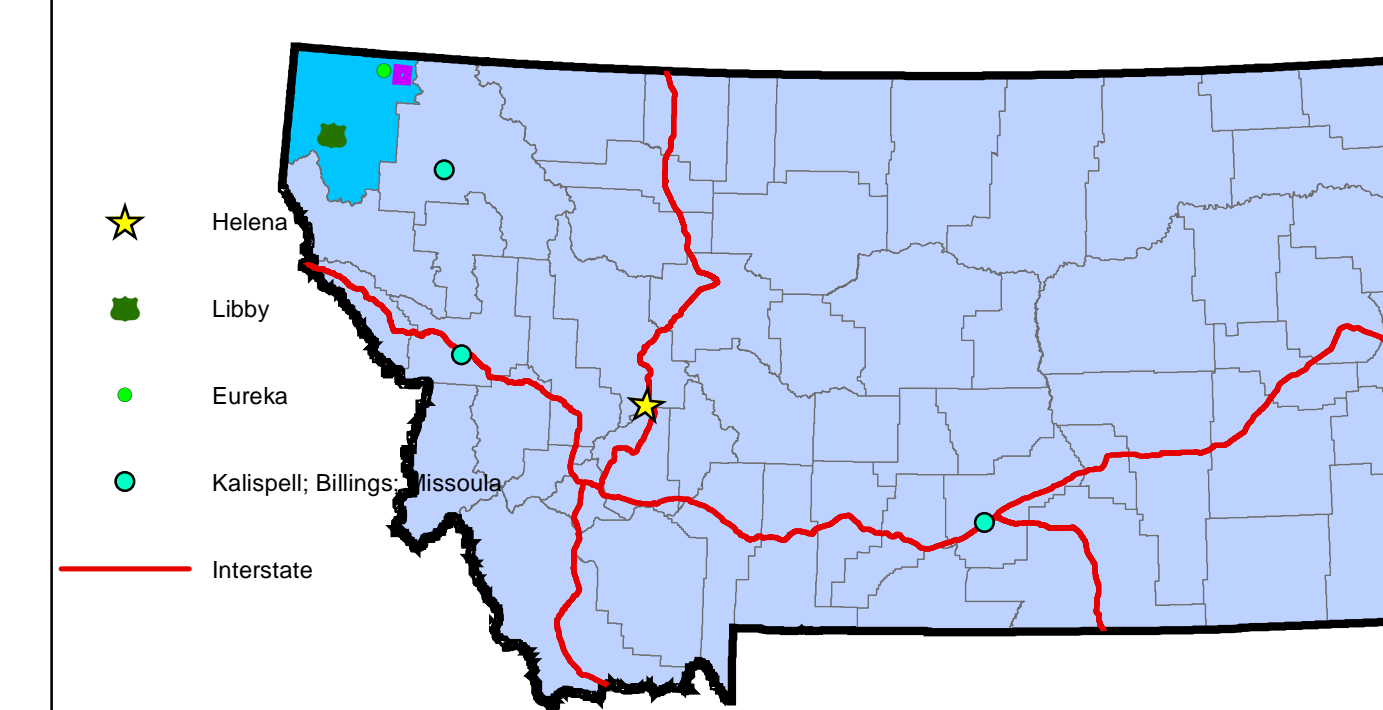 Helena
Libby
Eureka
Kalispell; Billings; Missoula
Interstate